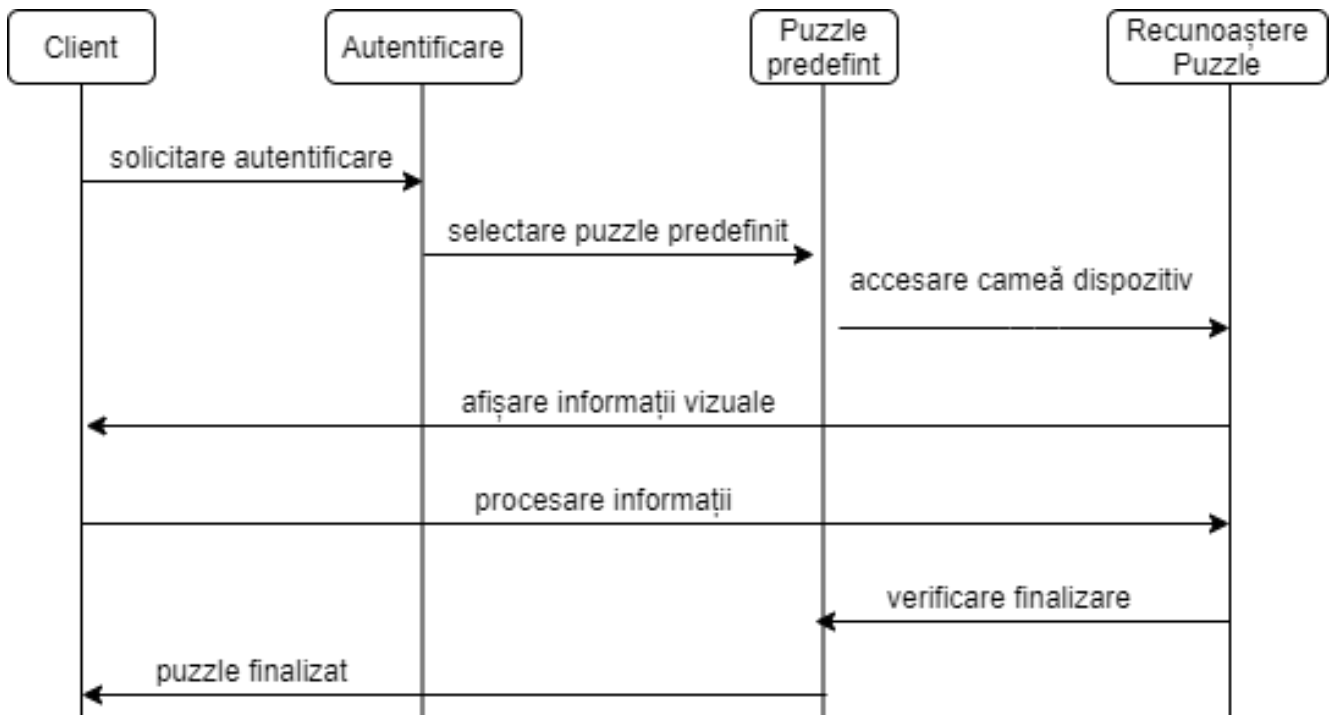 Client
Autentificare
Puzzle
predefint
Recunoaștere
Puzzle
solicitare autentificare
selectare puzzle predefinit
accesare cameă dispozitiv
afișare informații vizuale
procesare informații
verificare finalizare
puzzle finalizat